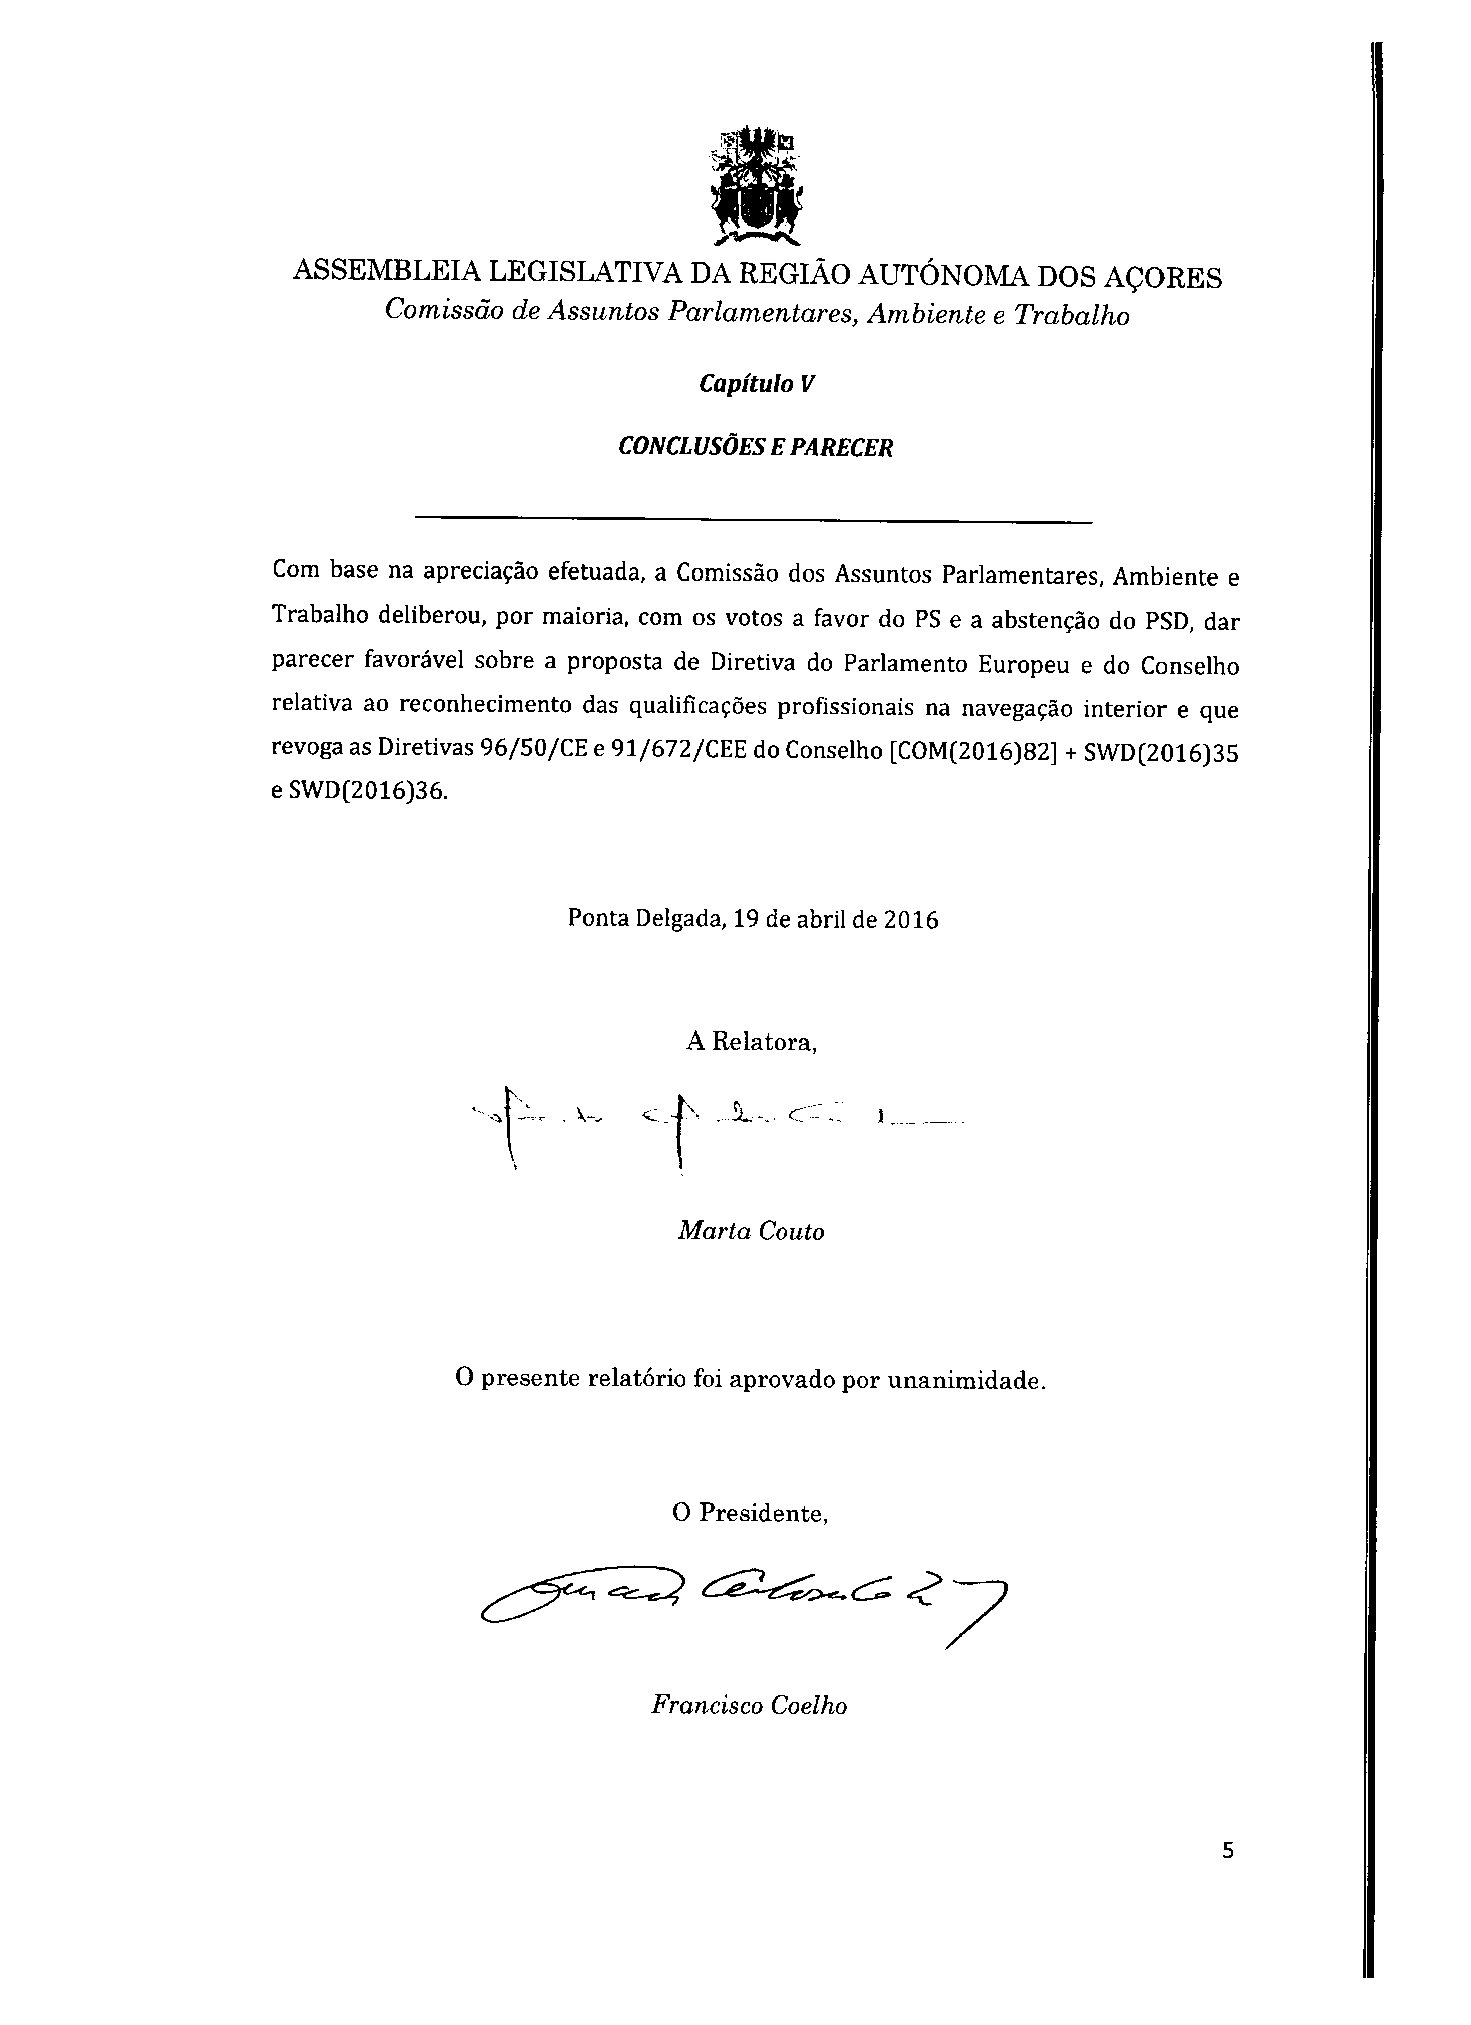 ASSEMBLEIA LEGISLATIVA DA REGIÃO AUTÓNOMA DOS AÇORES
Comissão de Assuntos Parlamentares, Ambiente e Trabalho
Capítulo V
CONCLUSÕES E PARECER
Com base na apreciação efetuada, a Comissão dos Assuntos Parlamentares, Ambiente e
Trabalho deliberou, por maioria, com os votos a favor do PS e a abstenção do PSD, dar
parecer favorável sobre a proposta de Diretiva do Parlamento Europeu e do Conselho
relativa ao reconhecimento das qualificações profissionais na navegação interior e que
revoga as Diretivas 96/50/CE e 91/672/CEE do Conselho [COM(2016)82] + SWD(2016)35
e SWD(2016)36.
Ponta Delgada, 19 de abril de 2016
A Relatora,
Marta Couto
O presente relatório foi aprovado por unanimidade.
O Presidente,
Francisco Coelho
5